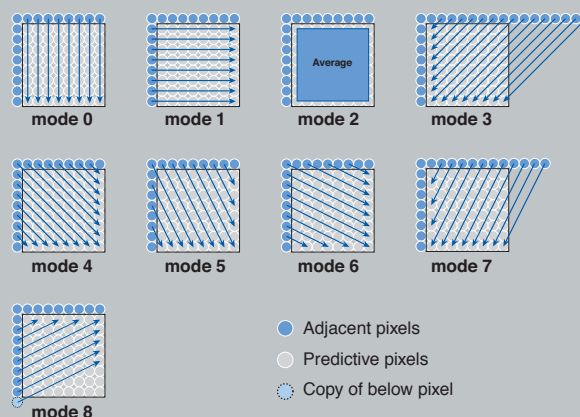 Average
mode 0
mode 1
mode 2
mode 3
mode 4
mode 5
mode 6
mode 7
mode 8
Adjacent pixels
Predictive pixels
Copy of below pixel